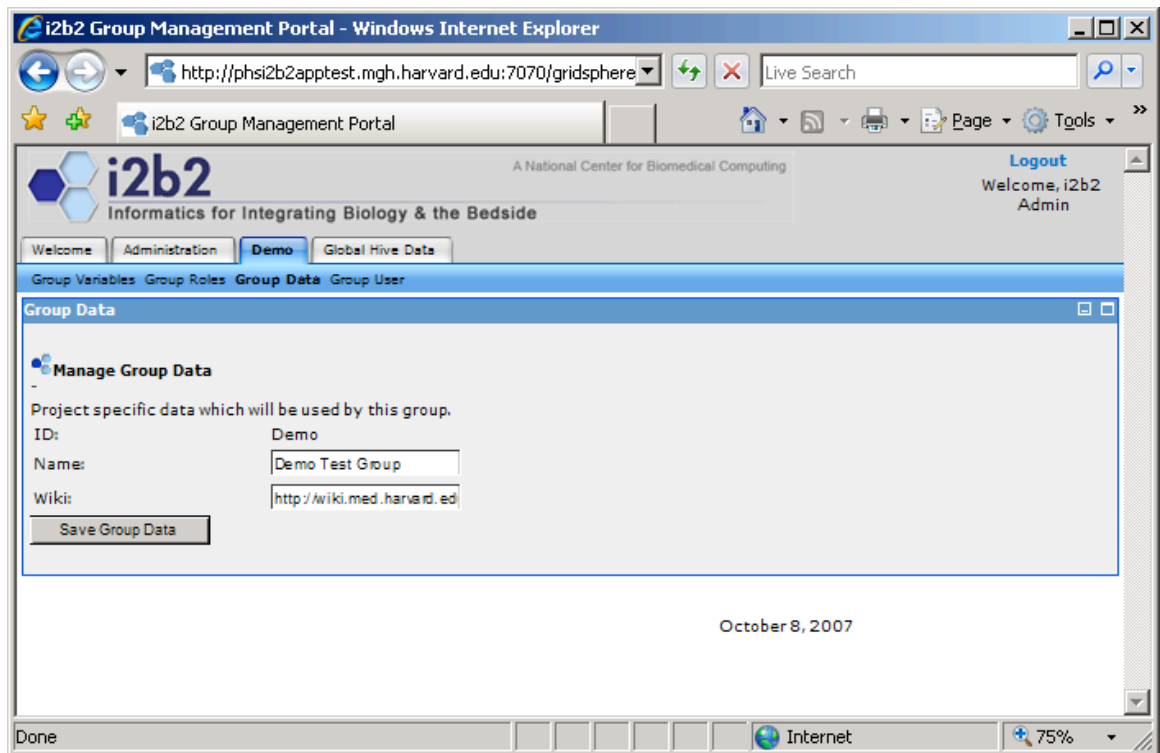 i2b2 Group Management Portal - Windows Internet Explorer
http://phsi2b2apptest.mgh.harvard.edu:7070/gridsphere
Live Search
i2b2 Group Management Portal
Page
Tools
»
i2b2
A National Center for Biomedical Computing
Informatics for Integrating Biology & the Bedside
Logout
Welcome, i2b2
Admin
Welcome Administration Demo Global Hive Data
Group Variables Group Roles Group Data Group User
Group Data
Manage Group Data
-
Project specific data which will be used by this group.
ID: Demo
Name: Demo Test Group
Wiki: http://wiki.med.harvard.ed
Save Group Data
October 8, 2007
Done
Internet
75%